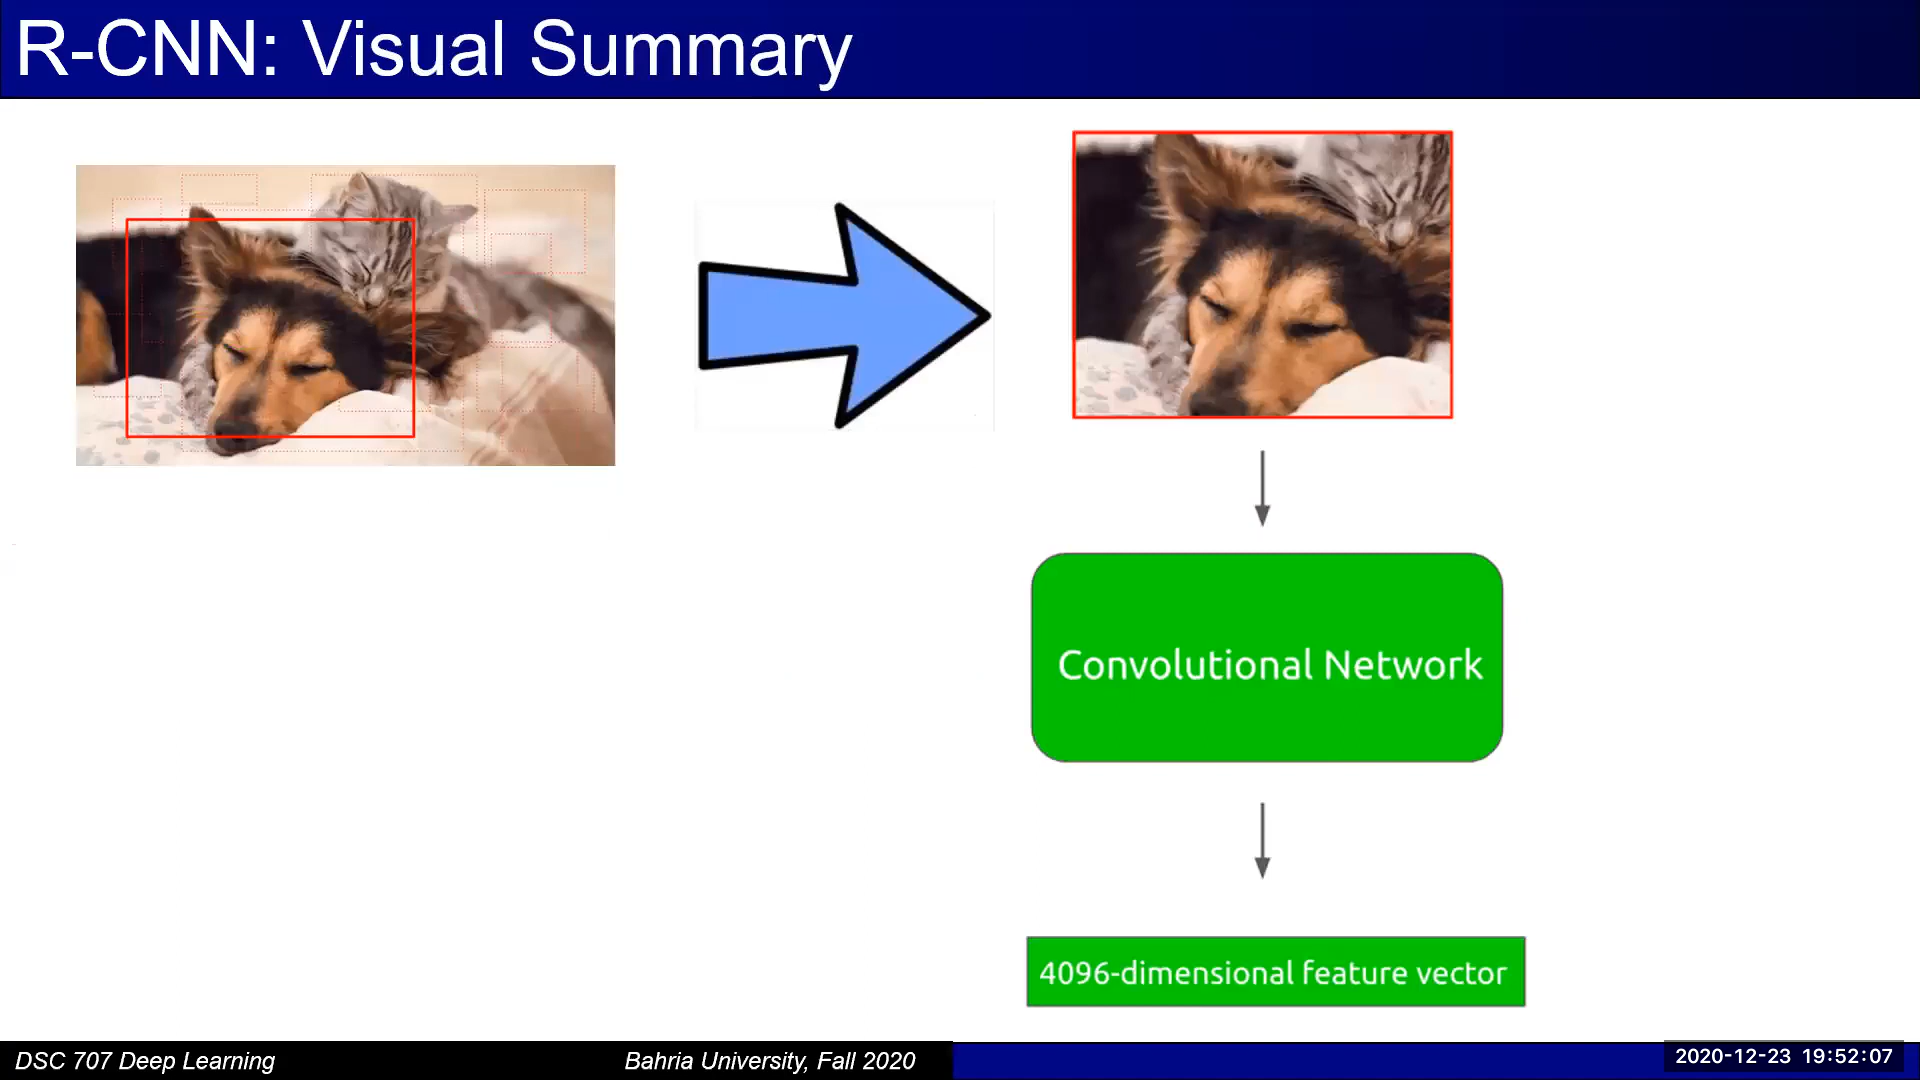 R-CNN: Visual Summary
Convolutional Network
4096-dimensional feature vector
DSC 707 Deep Learning
Bahria University, Fall 2020
2020-12-23 19:52:07